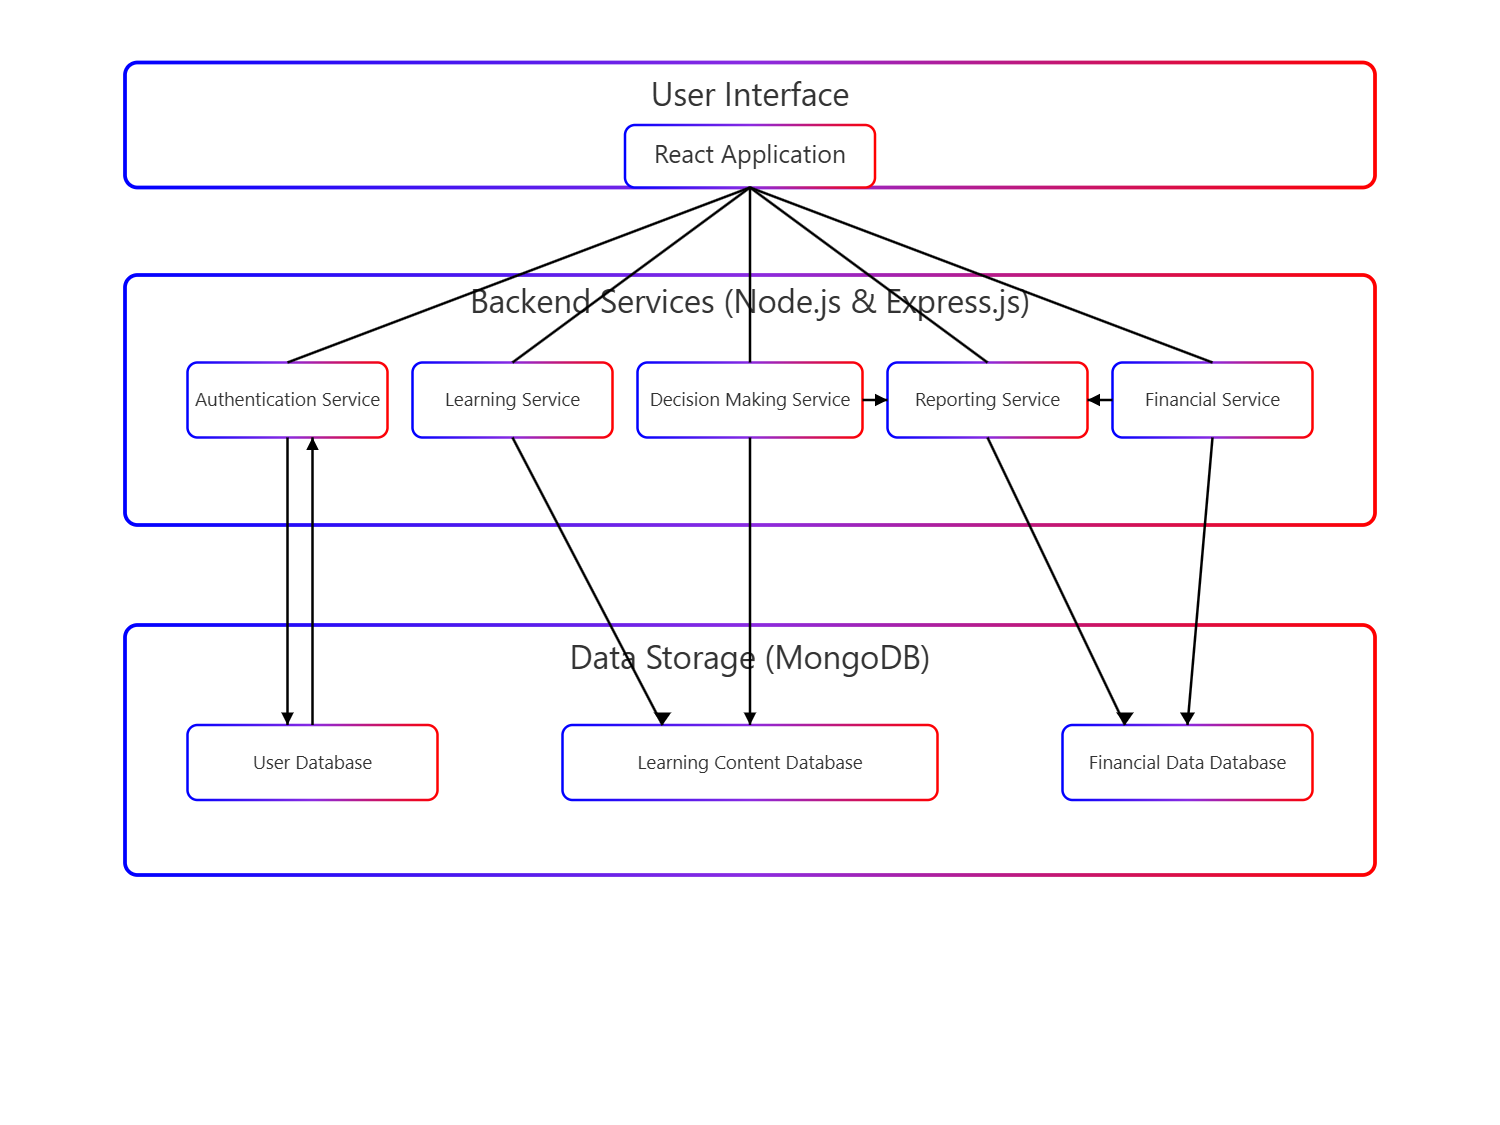 User Interface
React Application
Backend Services (Node.js & Express.js)
Authentication Service
Learning Service
Decision Making Service
Reporting Service
Financial Service
Data Storage (MongoDB)
User Database
Learning Content Database
Financial Data Database